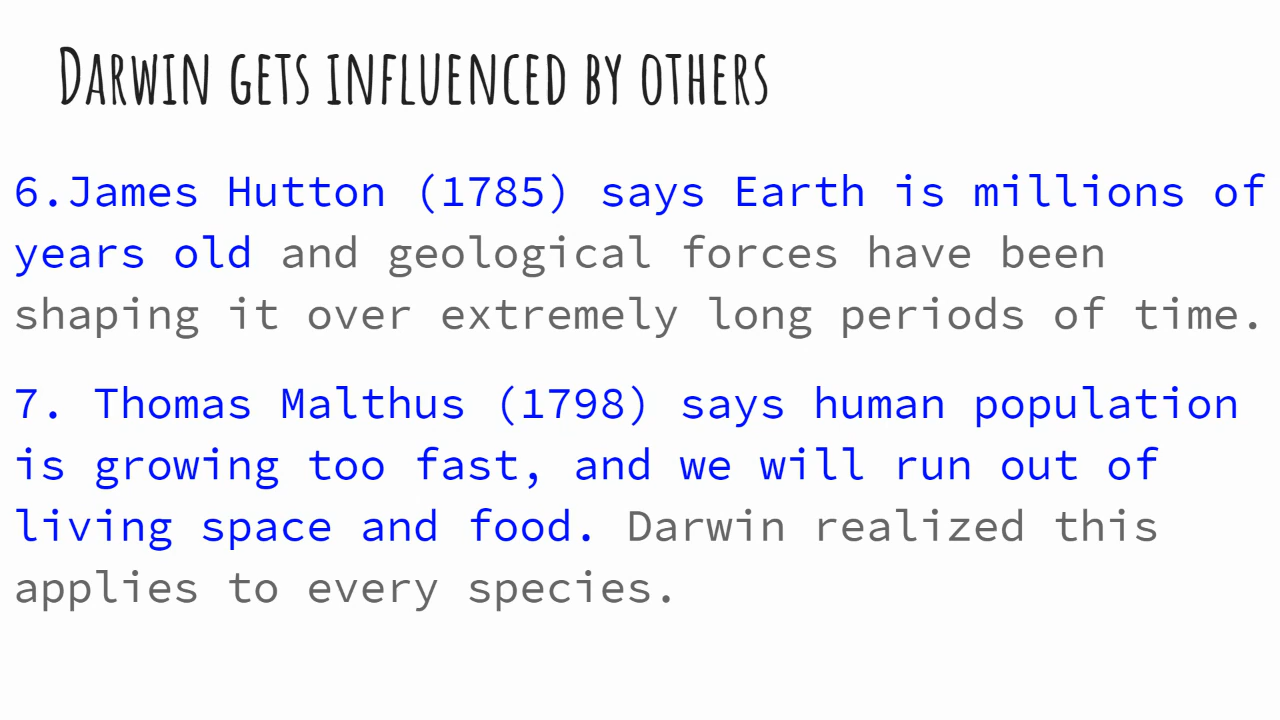 Darwin gets influenced by others
6.James Hutton (1785) says Earth is millions of
years old and geological forces have been
shaping it over extremely long periods of time.
7. Thomas Malthus (1798) says human population
is growing too fast, and we will run out of
living space and food. Darwin realized this
applies to every species.